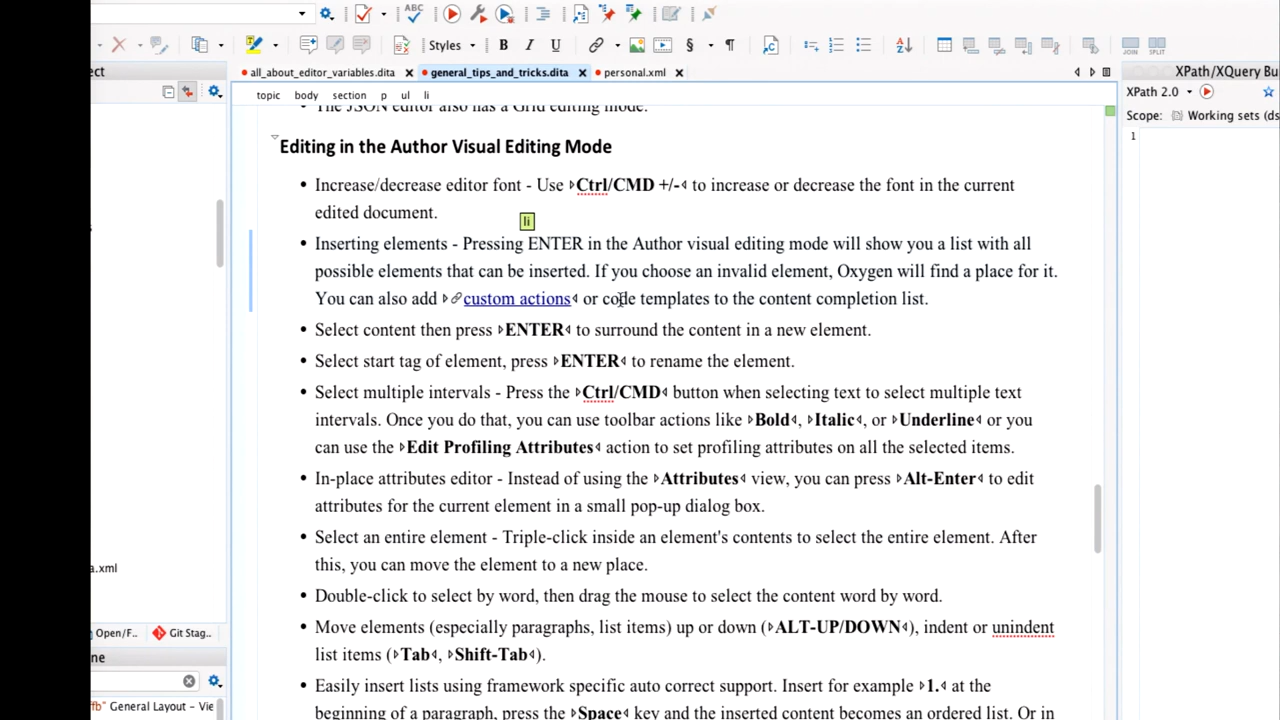 ABC
Styles B I U § ¶ JOIN SPLIT
ect all_about_editor_variables.dita general_tips_and_tricks.dita personal.xml XPath/XQuery Bu
topic body section p ul li
XPath 2.0
Scope: Working sets (ds
1
• The JSON editor also has a Grid editing mode.
Editing in the Author Visual Editing Mode
• Increase/decrease editor font - Use Ctrl/CMD +/- to increase or decrease the font in the current
edited document.
li
• Inserting elements - Pressing ENTER in the Author visual editing mode will show you a list with all
possible elements that can be inserted. If you choose an invalid element, Oxygen will find a place for it.
You can also add custom actions or code templates to the content completion list.
• Select content then press ENTER to surround the content in a new element.
• Select start tag of element, press ENTER to rename the element.
• Select multiple intervals - Press the Ctrl/CMD button when selecting text to select multiple text
intervals. Once you do that, you can use toolbar actions like Bold, Italic, or Underline or you
can use the Edit Profiling Attributes action to set profiling attributes on all the selected items.
• In-place attributes editor - Instead of using the Attributes view, you can press Alt-Enter to edit
attributes for the current element in a small pop-up dialog box.
• Select an entire element - Triple-click inside an element's contents to select the entire element. After
this, you can move the element to a new place.
a.xml
• Double-click to select by word, then drag the mouse to select the content word by word.
• Move elements (especially paragraphs, list items) up or down (ALT-UP/DOWN), indent or unindent
list items (Tab, Shift-Tab).
Open/F.. Git Stag..
ne
• Easily insert lists using framework specific auto correct support. Insert for example 1. at the
beginning of a paragraph, press the Space key and the inserted content becomes an ordered list. Or in
fb" General Layout - Vie